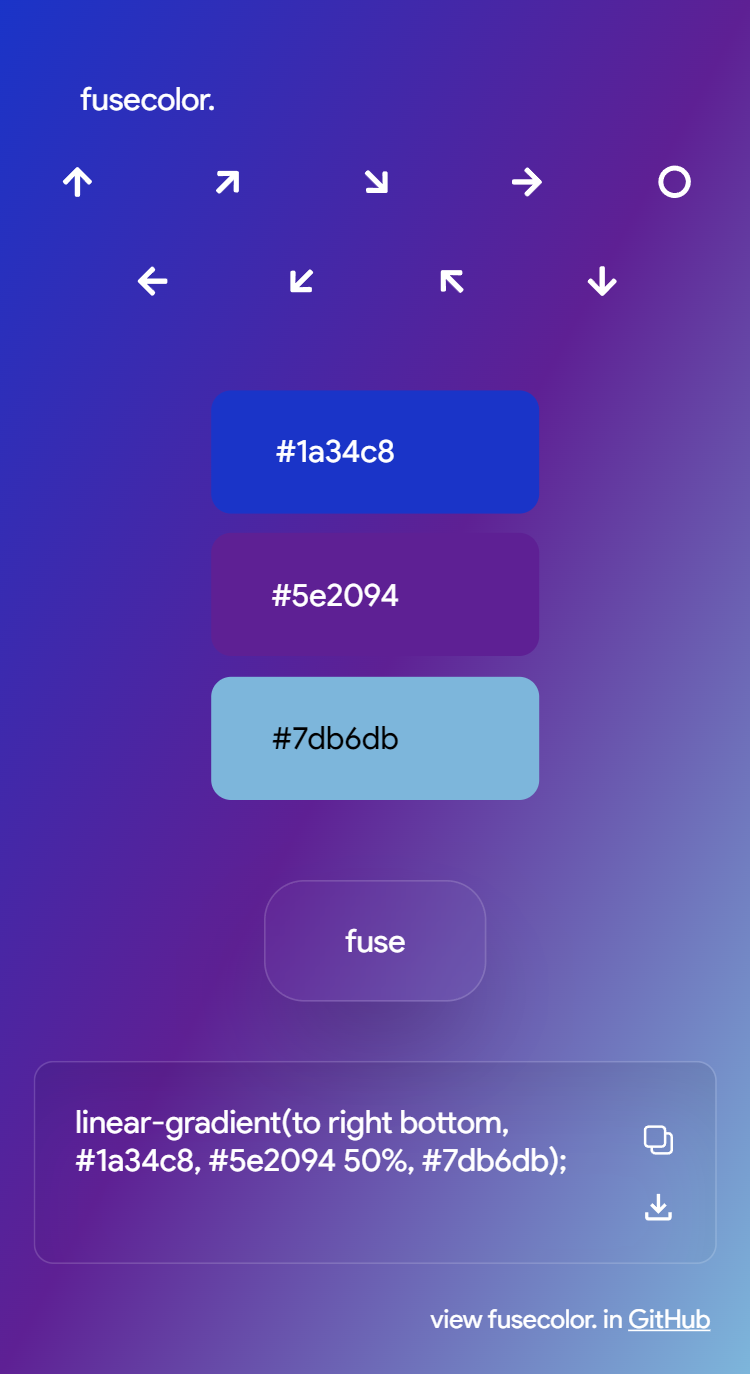 fusecolor.
#1a34c8
#5e2094
#7db6db
fuse
linear-gradient(to right bottom,
#1a34c8, #5e2094 50%, #7db6db);
view fusecolor. in GitHub